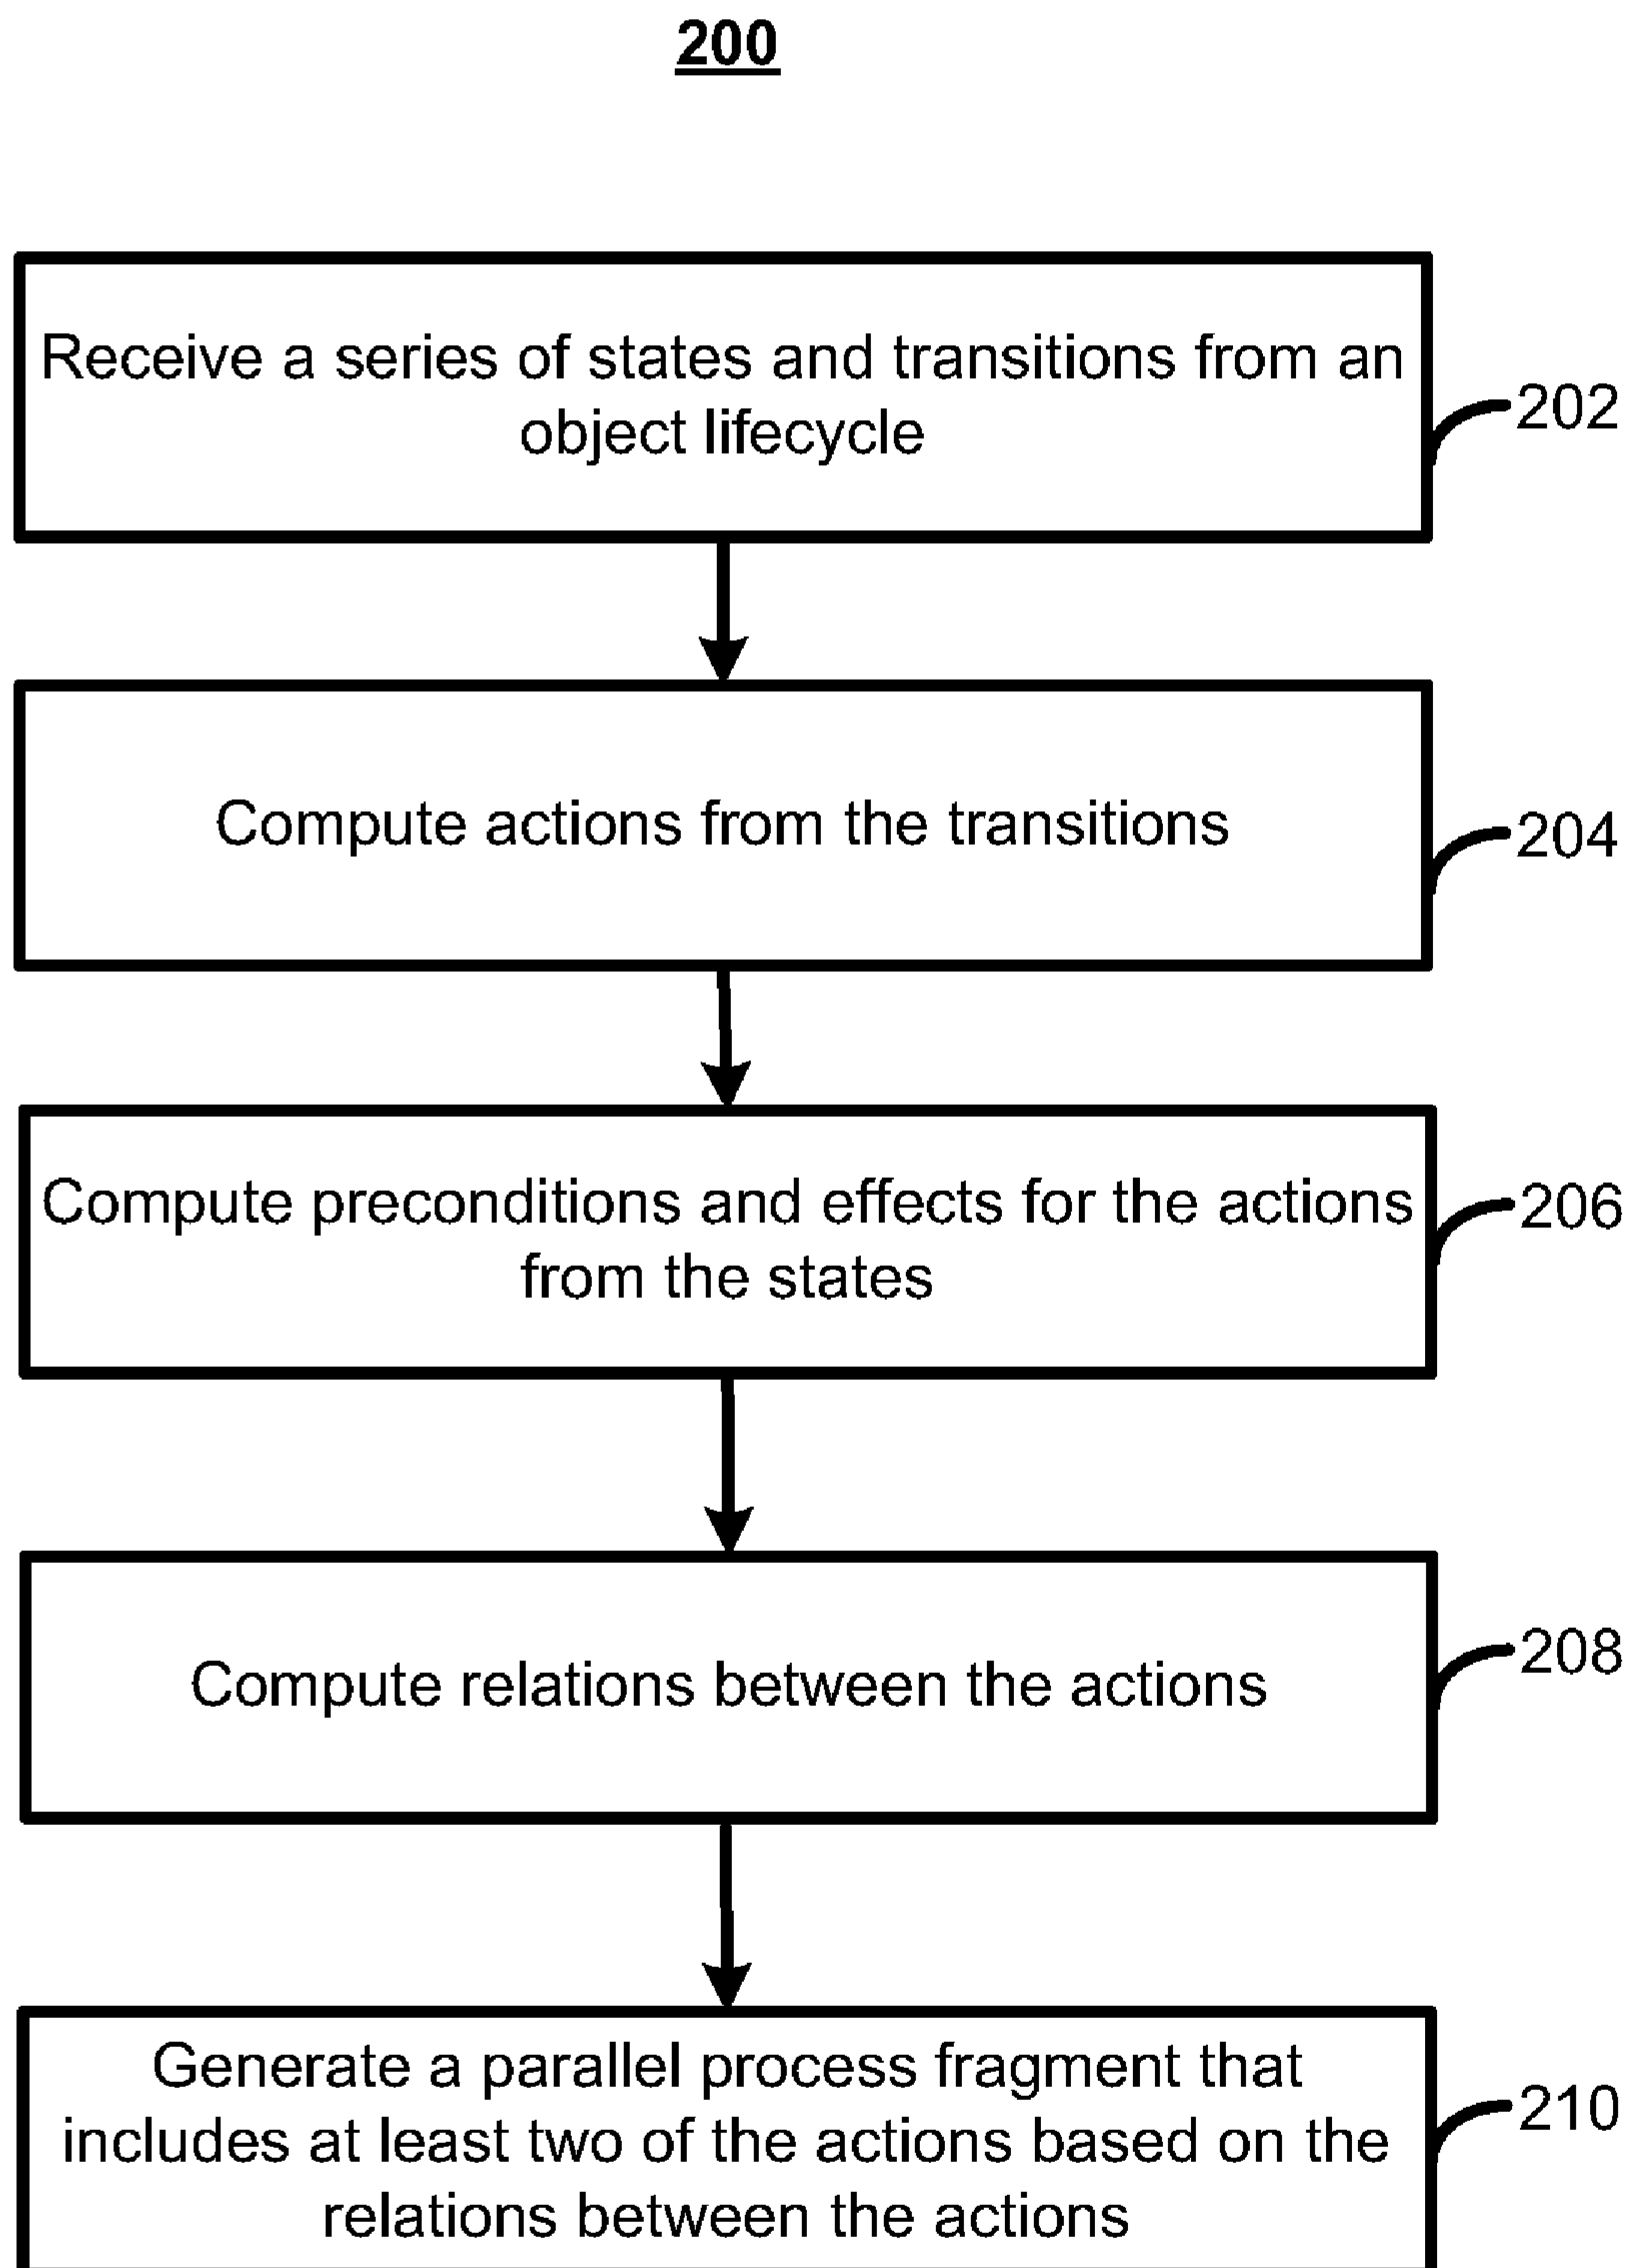 200
Receive a series of states and transitions from an
object lifecycle
202
Compute actions from the transitions
204
Compute preconditions and effects for the actions
from the states
206
Compute relations between the actions
208
Generate a parallel process fragment that
includes at least two of the actions based on the
relations between the actions
210